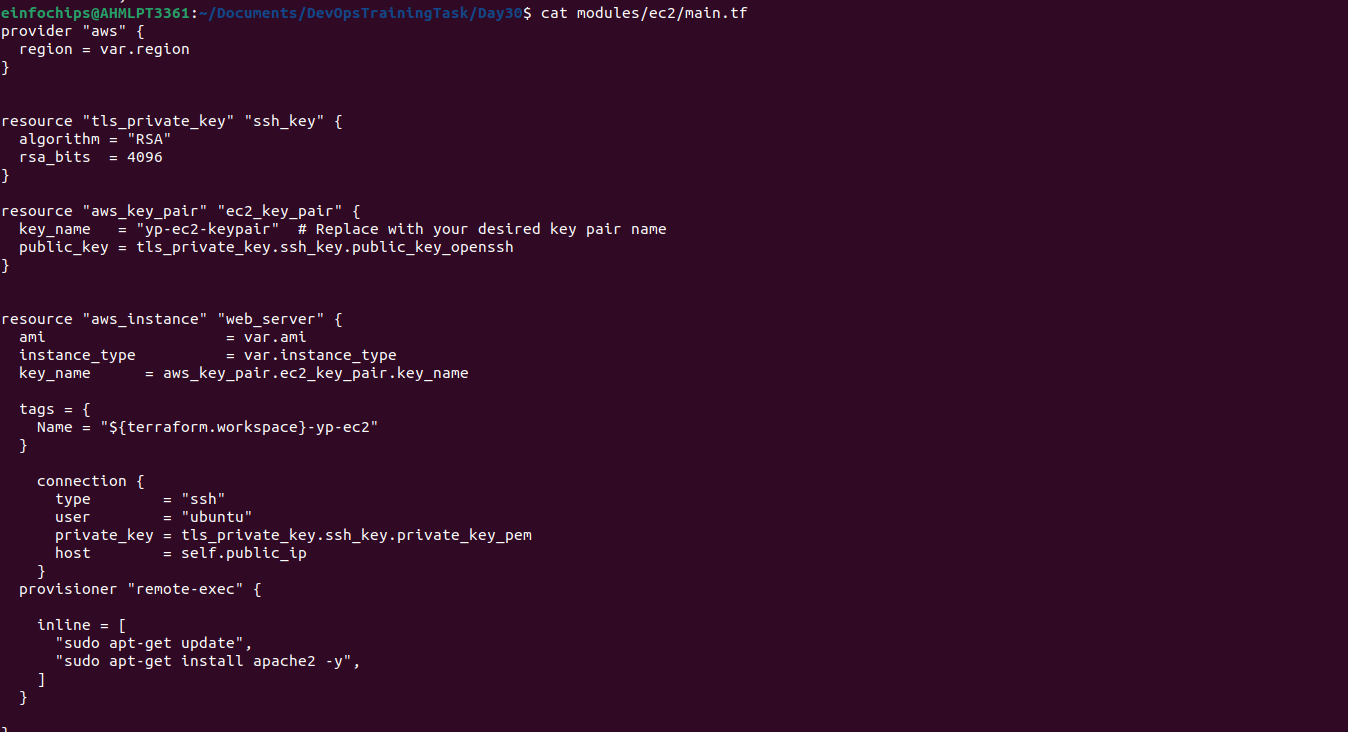 einfochips@AHMLPT3361:~/Documents/DevOpsTrainingTask/Day30$ cat modules/ec2/main.tf
provider "aws" {
  region = var.region
}
resource "tls_private_key" "ssh_key" {
  algorithm = "RSA"
  rsa_bits  = 4096
}
resource "aws_key_pair" "ec2_key_pair" {
  key_name   = "yp-ec2-keypair"  # Replace with your desired key pair name
  public_key = tls_private_key.ssh_key.public_key_openssh
}
resource "aws_instance" "web_server" {
  ami                    = var.ami
  instance_type          = var.instance_type
  key_name      = aws_key_pair.ec2_key_pair.key_name
  tags = {
    Name = "${terraform.workspace}-yp-ec2"
  }
    connection {
      type        = "ssh"
      user        = "ubuntu"
      private_key = tls_private_key.ssh_key.private_key_pem
      host        = self.public_ip
    }
  provisioner "remote-exec" {
    inline = [
      "sudo apt-get update",
      "sudo apt-get install apache2 -y",
    ]
  }
}